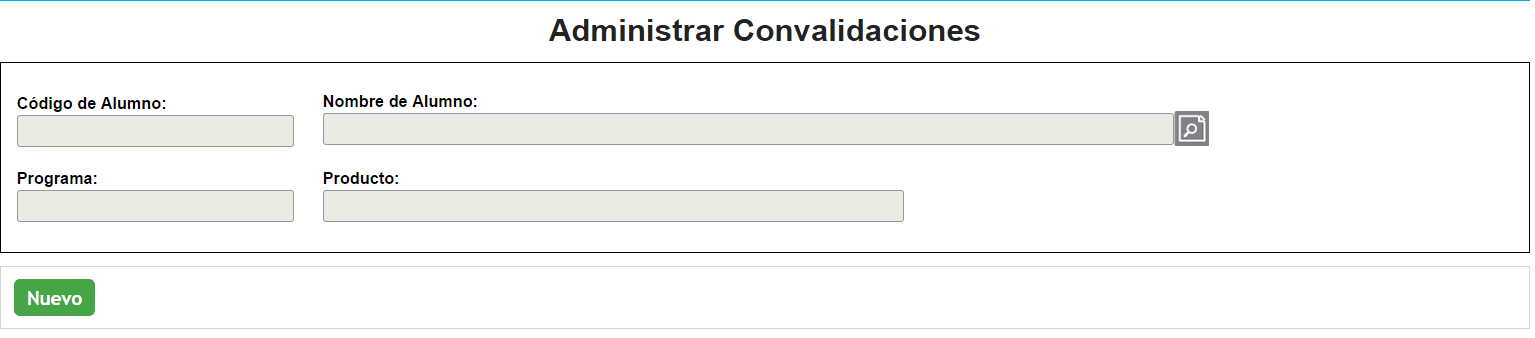 Administrar Convalidaciones
Código de Alumno:
Nombre de Alumno:
Programa:
Producto:
Nuevo